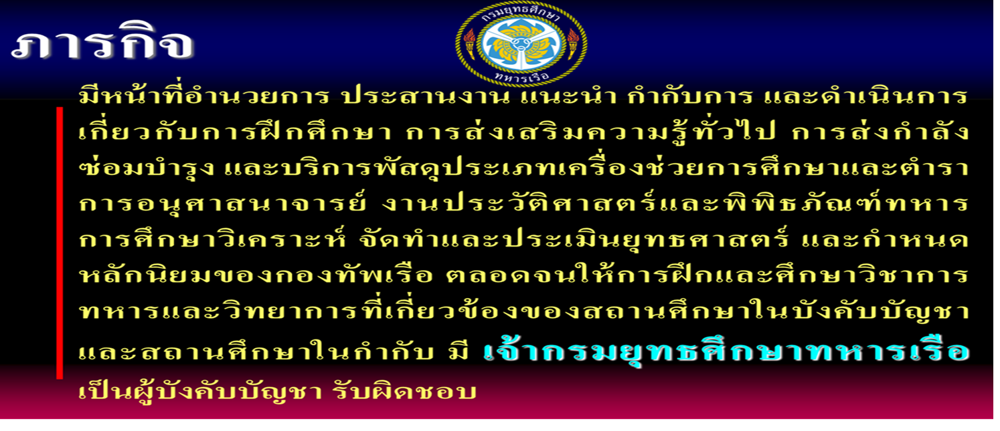 ภารกิจ
กรมยุทธศึกษา
ทหารเรือ
มีหน้าที่อำนวยการ ประสานงาน แนะนำ กำกับการ และดำเนินการ
เกี่ยวกับการฝึกศึกษา การส่งเสริมความรู้ทั่วไป การส่งกำลัง
ซ่อมบำรุง และบริการพัสดุประเภทเครื่องช่วยการศึกษาและตำรา
การอนุศาสนาจารย์ งานประวัติศาสตร์และพิพิธภัณฑ์ทหาร
การศึกษาวิเคราะห์ จัดทำและประเมินยุทธศาสตร์ และกำหนด
หลักนิยมของกองทัพเรือ ตลอดจนให้การฝึกและศึกษาวิชาการ
ทหารและวิทยาการที่เกี่ยวข้องของสถานศึกษาในบังคับบัญชา
และสถานศึกษาในกำกับ มี เจ้ากรมยุทธศึกษาทหารเรือ
เป็นผู้บังคับบัญชา รับผิดชอบ